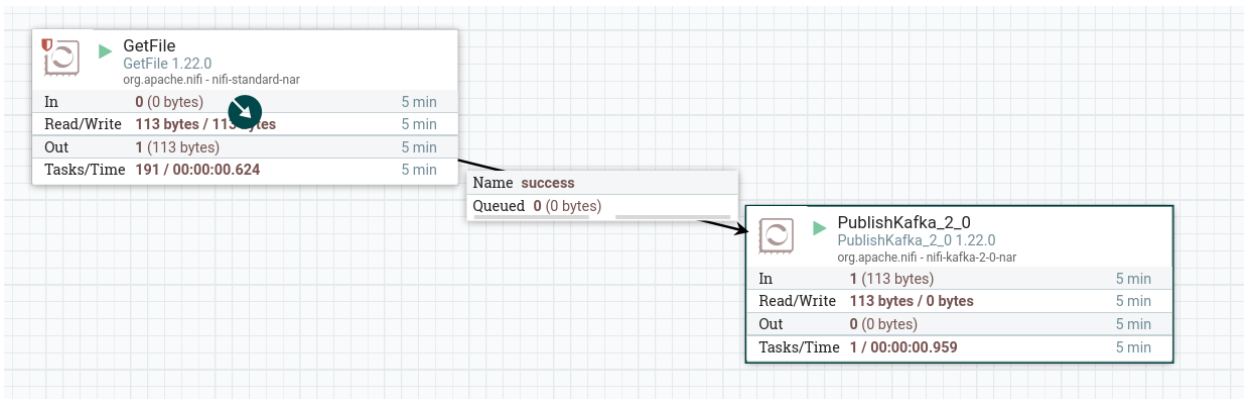 GetFile
GetFile 1.22.0
org.apache.nifi - nifi-standard-nar
In 0 (0 bytes) 5 min
Read/Write 113 bytes / 113 bytes 5 min
Out 1 (113 bytes) 5 min
Tasks/Time 191 / 00:00:00.624 5 min
Name success
Queued 0 (0 bytes)
PublishKafka_2_0
PublishKafka_2_0 1.22.0
org.apache.nifi - nifi-kafka-2-0-nar
In 1 (113 bytes) 5 min
Read/Write 113 bytes / 0 bytes 5 min
Out 0 (0 bytes) 5 min
Tasks/Time 1 / 00:00:00.959 5 min